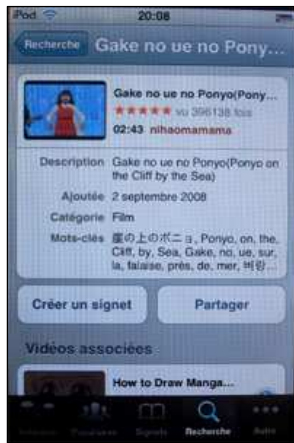 iPod 20:08
Recherche Gake no ue no Pony...
Gake no ue no Ponyo(Pony...
vu 396138 fois
02:43 nihaomamama
Description Gake no ue no Ponyo(Ponyo on
the Cliff by the Sea)
Ajoutée 2 septembre 2008
Catégorie Film
Mots-clés 崖の上のポニョ, Ponyo, on, the,
Cliff, by, Sea, Gake, no, ue, sur,
la, falaise, près, de, mer, 벼랑...
Créer un signet Partager
Vidéos associées
How to Draw Manga...
Signets Recherche Autre